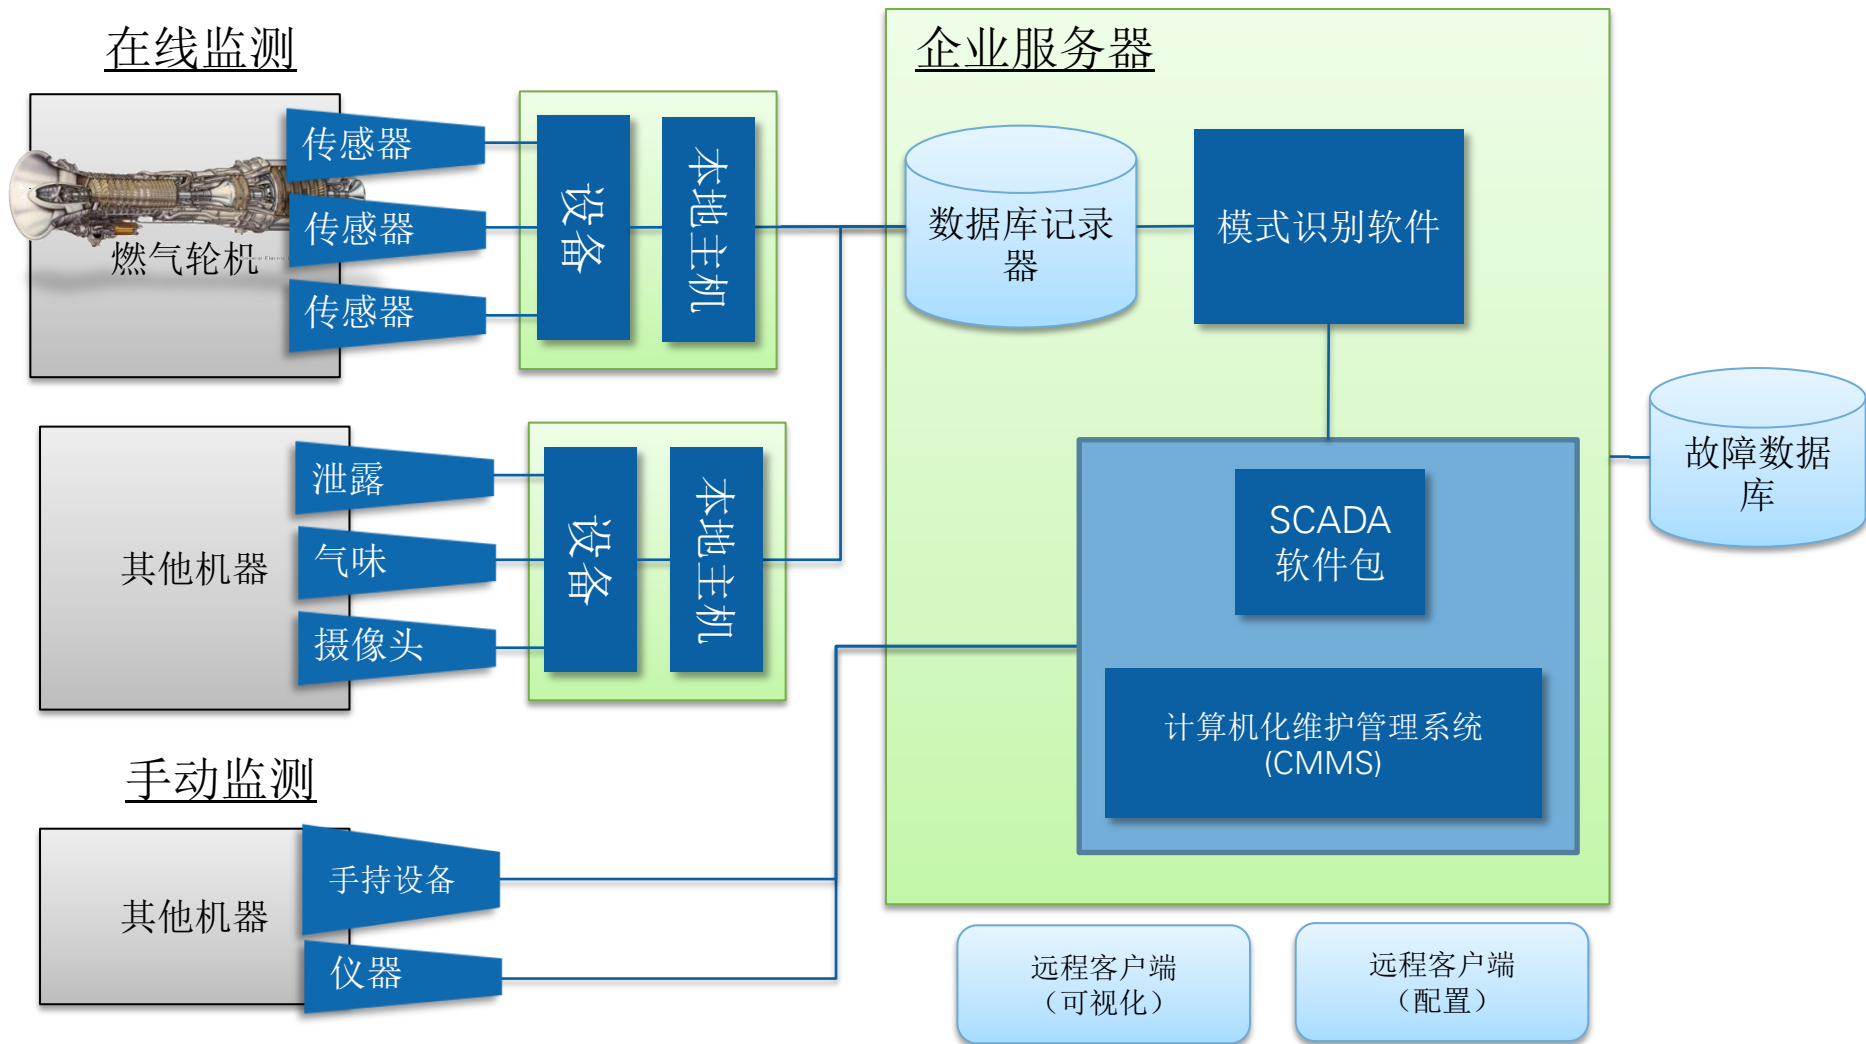 在线监测
传感器
传感器
传感器
燃气轮机
设备
本地主机
其他机器
泄露
气味
摄像头
设备
本地主机
手动监测
其他机器
手持设备
仪器
企业服务器
数据库记录
器
模式识别软件
SCADA
软件包
计算机化维护管理系统
(CMMS)
故障数据
库
远程客户端
（可视化）
远程客户端
（配置）